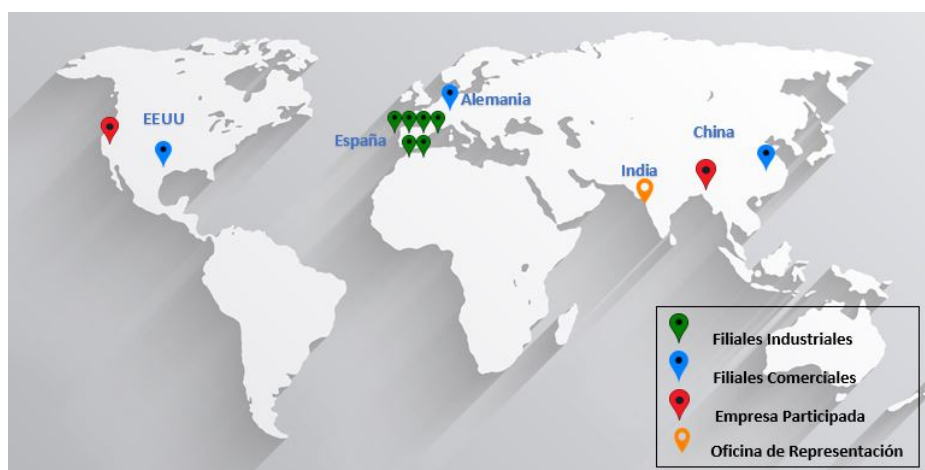 EEUU
Alemania
España
China
India
Filiales Industriales
Filiales Comerciales
Empresa Participada
Oficina de Representación